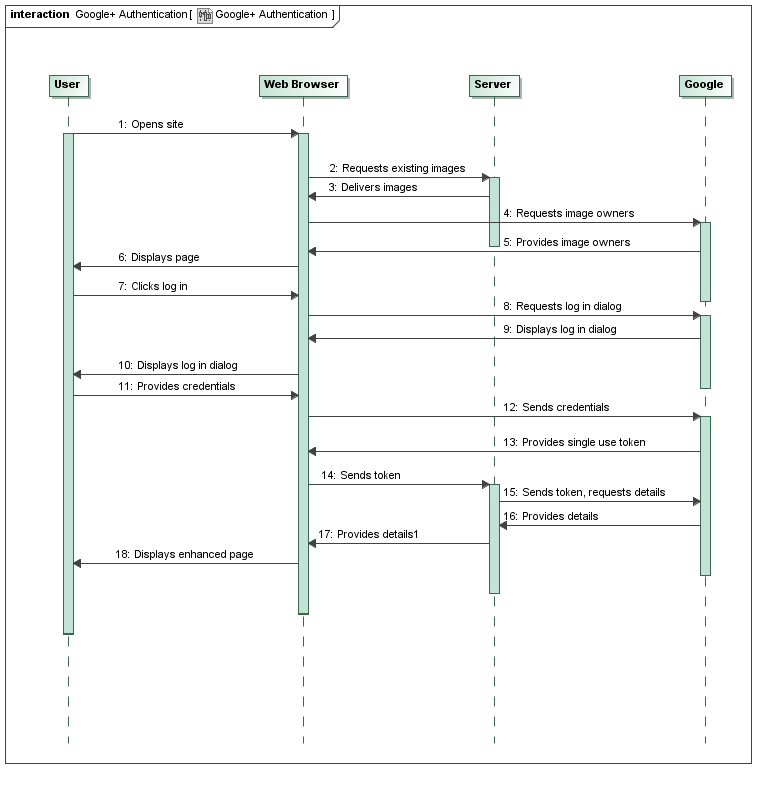 interaction Google+ Authentication [ Google+ Authentication ]
User Web Browser Server Google
1: Opens site
2: Requests existing images
3: Delivers images
4: Requests image owners
5: Provides image owners
6: Displays page
7: Clicks log in
8: Requests log in dialog
9: Displays log in dialog
10: Displays log in dialog
11: Provides credentials
12: Sends credentials
13: Provides single use token
14: Sends token
15: Sends token, requests details
16: Provides details
17: Provides details1
18: Displays enhanced page